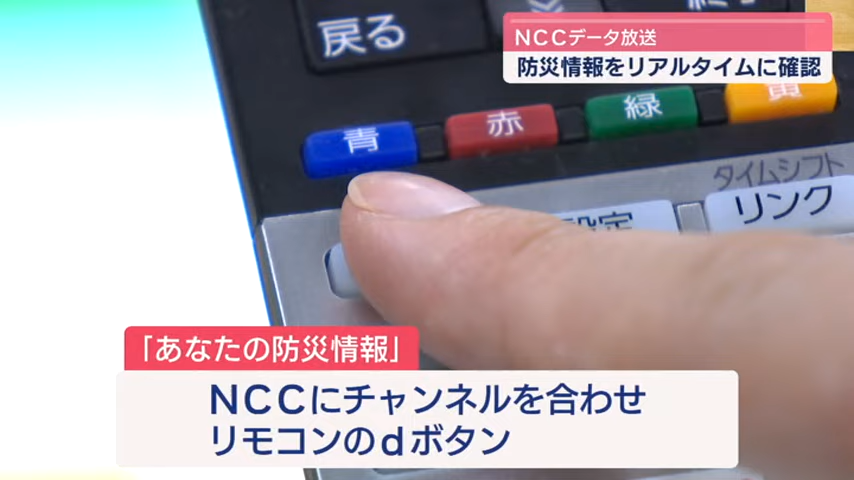 戻る
NCCデータ放送
防災情報をリアルタイムに確認
青
赤
緑
黄
タイムシフト
リンク
設定
「あなたの防災情報」
NCCにチャンネルを合わせ
リモコンのdボタン